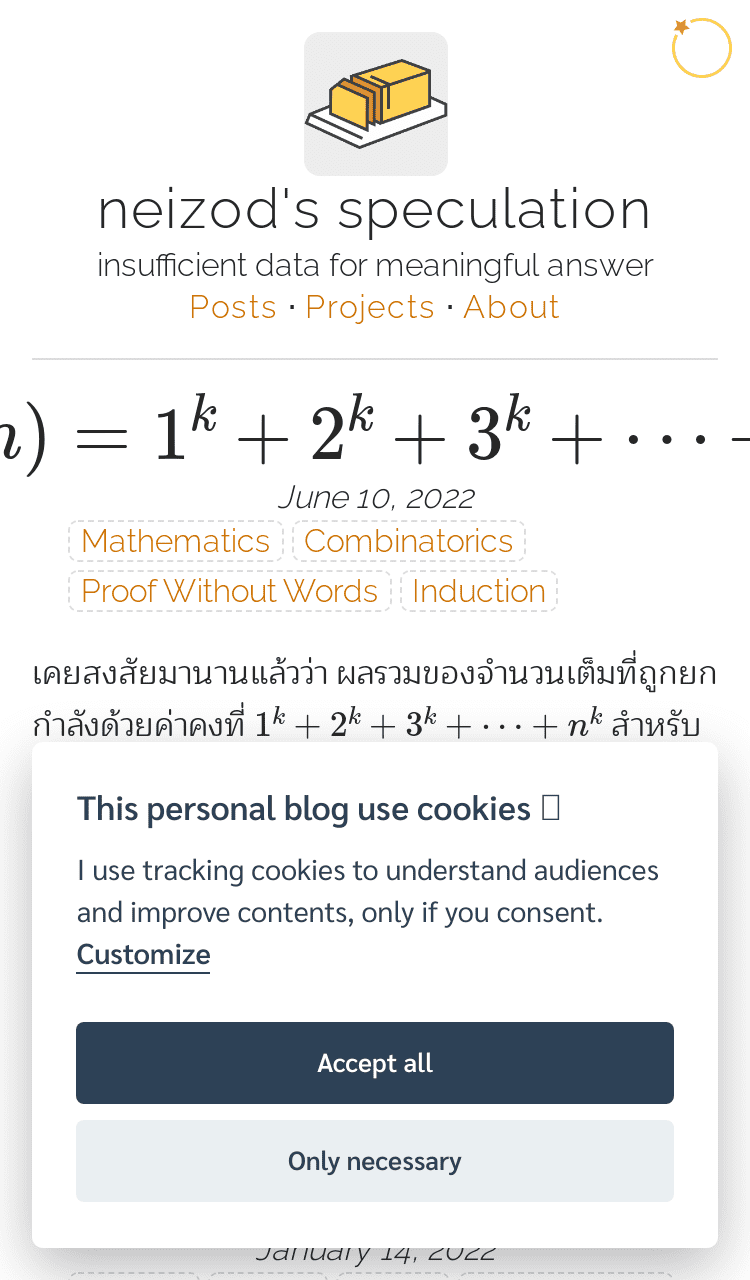 neizod's speculation
insufficient data for meaningful answer
Posts · Projects · About
) = 1^k + 2^k + 3^k + · · ·
June 10, 2022
Mathematics Combinatorics
Proof Without Words Induction
เคยสงสัยมานานแล้วว่า ผลรวมของจำนวนเต็มที่ถูกยก
กำลังด้วยค่าคงที่ 1^k + 2^k + 3^k + · · · + n^k สำหรับ
This personal blog use cookies
I use tracking cookies to understand audiences
and improve contents, only if you consent.
Customize
Accept all
Only necessary
January 14, 2022